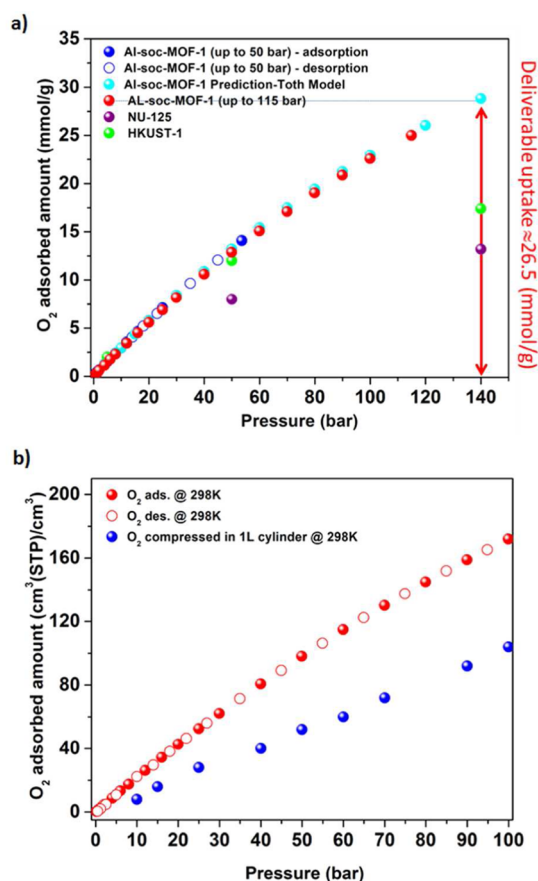 a)
35
30
25
20
15
10
5
0
O2 adsorbed amount (mmol/g)
Al-soc-MOF-1 (up to 50 bar) - adsorption
Al-soc-MOF-1 (up to 50 bar) - desorption
Al-soc-MOF-1 Prediction-Toth Model
AL-soc-MOF-1 (up to 115 bar)
NU-125
HKUST-1
Deliverable uptake≈26.5 (mmol/g)
0 20 40 60 80 100 120 140
Pressure (bar)
b)
200
160
120
80
40
0
O2 adsorbed amount (cm3(STP)/cm3)
O2 ads. @ 298K
O2 des. @ 298K
O2 compressed in 1L cylinder @ 298K
0 10 20 30 40 50 60 70 80 90 100
Pressure (bar)